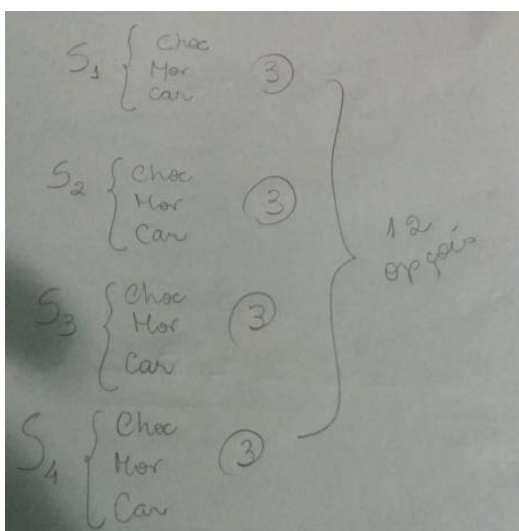 S1 { Choc
Mor 3
Car
S2 { Choc
Mor 3
Car
S3 { Choc
Mor 3
Car
S4 { Choc
Mor 3
Car
} 12
opçois